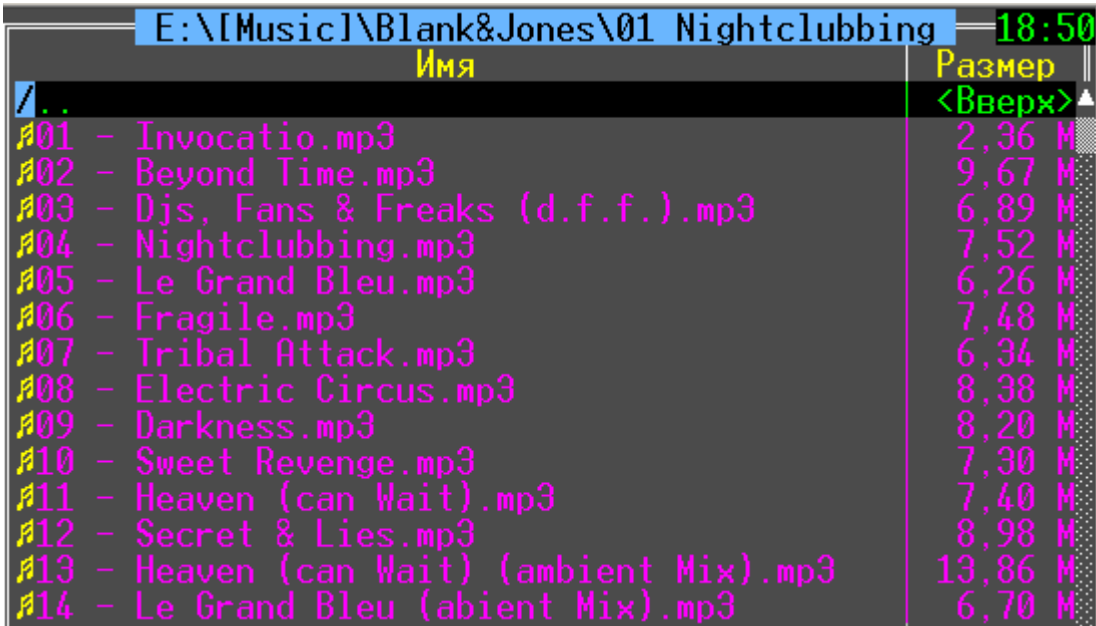 E:\[Music]\Blank&Jones\01 Nightclubbing 18:50
Имя Размер
/.. <Вверх>
01 - Invocatio.mp3 2,36 M
02 - Beyond Time.mp3 9,67 M
03 - Djs, Fans & Freaks (d.f.f.).mp3 6,89 M
04 - Nightclubbing.mp3 7,52 M
05 - Le Grand Bleu.mp3 6,26 M
06 - Fragile.mp3 7,48 M
07 - Tribal Attack.mp3 6,34 M
08 - Electric Circus.mp3 8,38 M
09 - Darkness.mp3 8,20 M
10 - Sweet Revenge.mp3 7,30 M
11 - Heaven (can Wait).mp3 7,40 M
12 - Secret & Lies.mp3 8,98 M
13 - Heaven (can Wait) (ambient Mix).mp3 13,86 M
14 - Le Grand Bleu (abient Mix).mp3 6,70 M